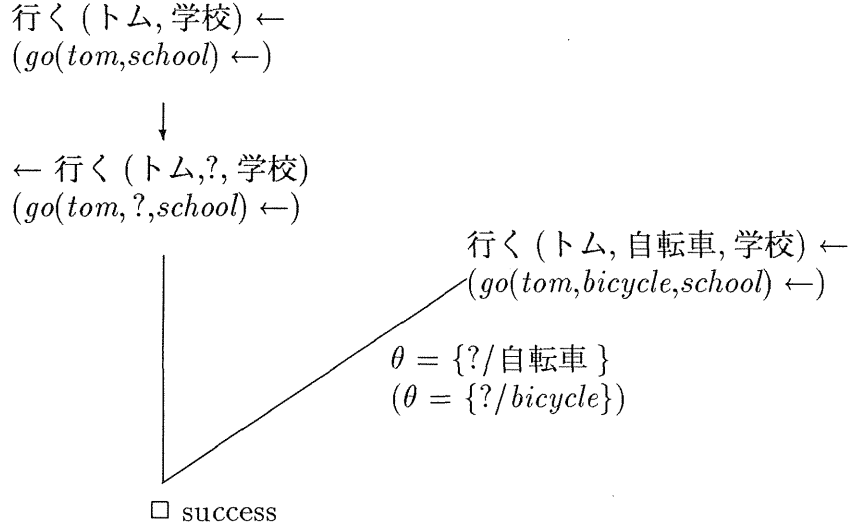 行く (トム, 学校) ←
(go(tom,school) ←)
← 行く (トム,?, 学校)
(go(tom, ?,school) ←)
行く (トム, 自転車, 学校) ←
(go(tom,bicycle,school) ←)
θ = {?/自転車 }
(θ = {?/bicycle})
□ success